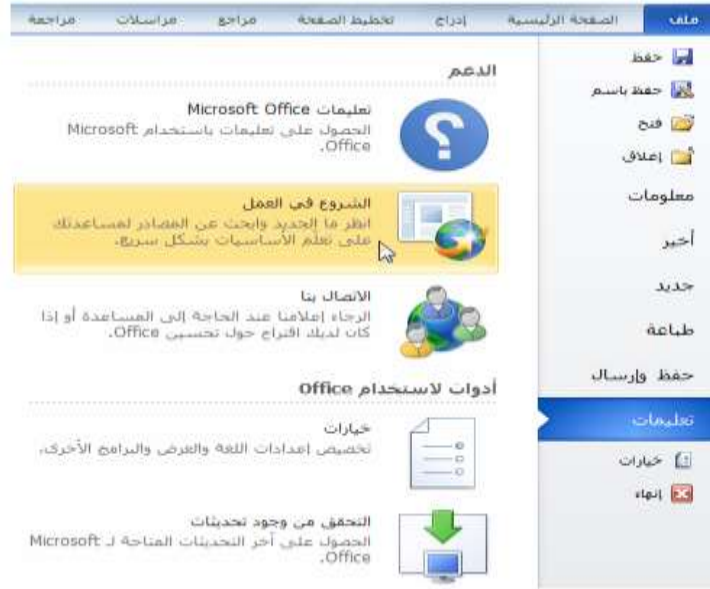 ملف الصفحة الرئيسية إدراج تخطيط الصفحة مراجع مراسلات مراجعة
حفظ
حفظ باسم
فتح
إغلاق
معلومات
أخير
جديد
طباعة
حفظ وإرسال
تعليمات
خيارات
إنهاء
الدعم
تعليمات Microsoft Office
الحصول على تعليمات باستخدام Microsoft
Office.
الشروع في العمل
انظر ما الجديد وابحث عن المصادر لمساعدتك
على تعلّم الأساسيات بشكل سريع.
الاتصال بنا
الرجاء إعلامنا عند الحاجة إلى المساعدة أو إذا
كان لديك اقتراح حول تحسين Office.
أدوات لاستخدام Office
خيارات
تخصيص إعدادات اللغة والعرض والبرامج الأخرى.
التحقق من وجود تحديثات
الحصول على آخر التحديثات المتاحة لـ Microsoft
Office.